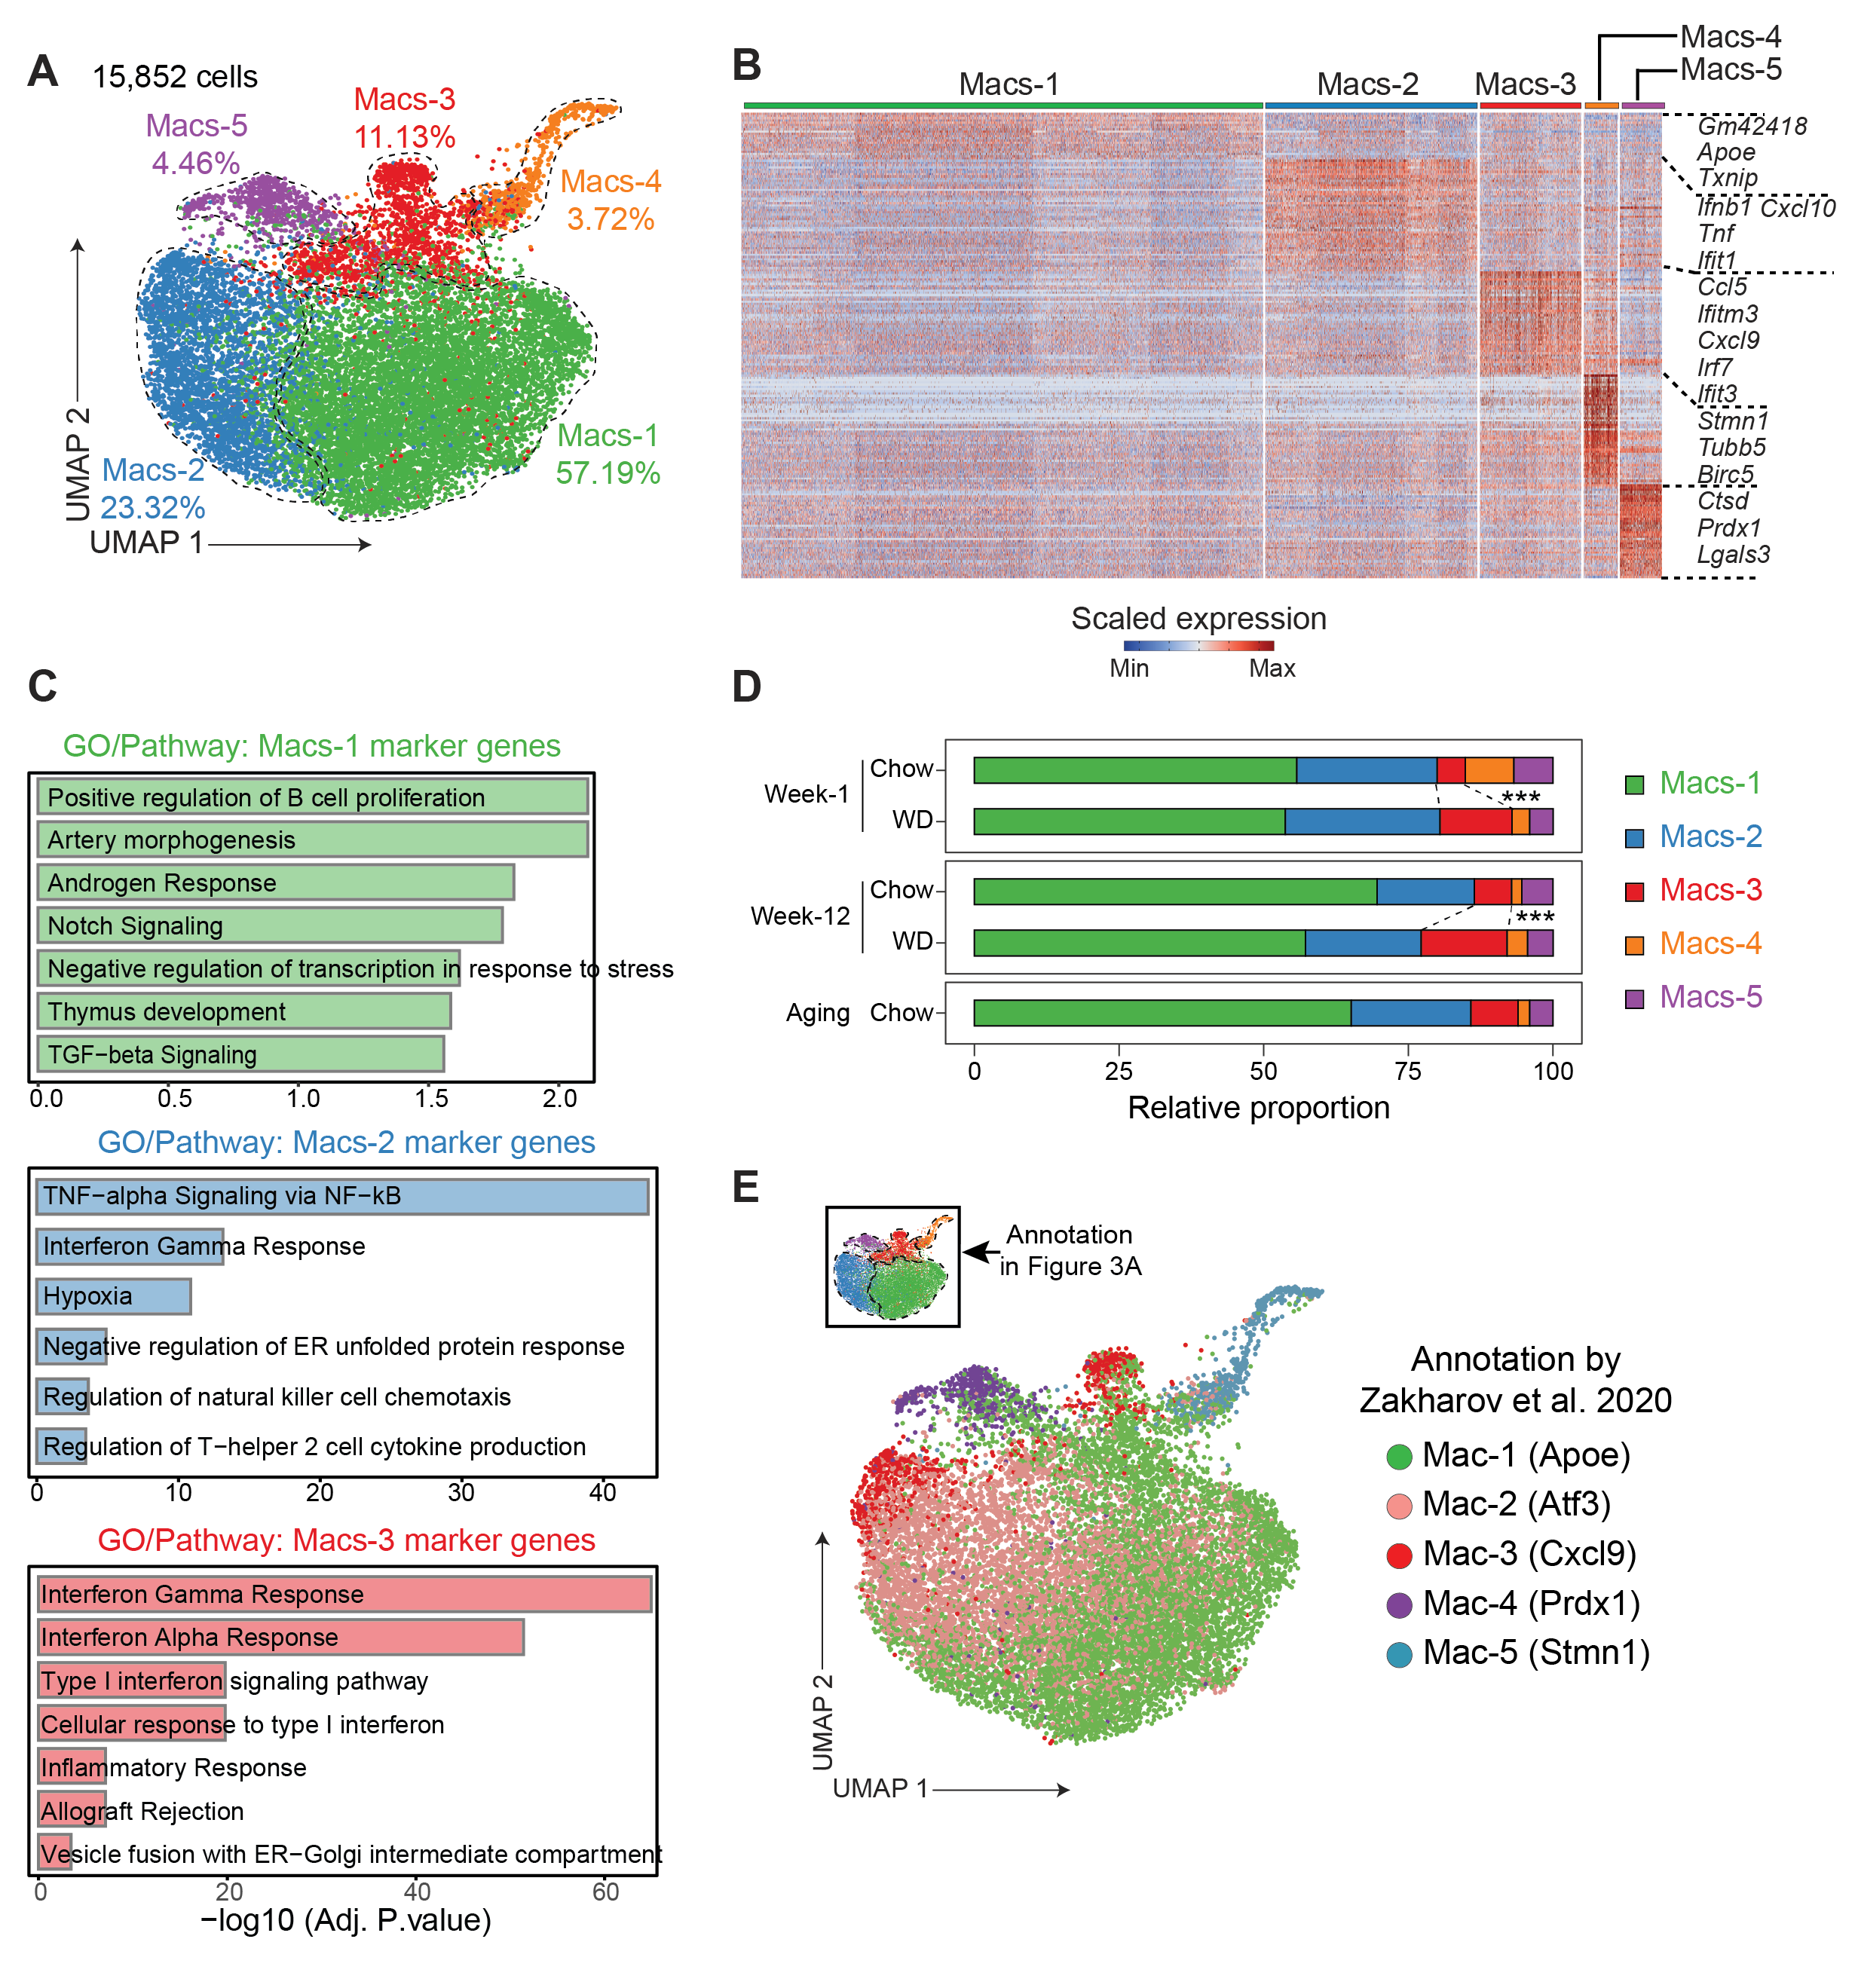 A
15,852 cells
Macs-3
11.13%
Macs-5
4.46%
Macs-4
3.72%
Macs-1
57.19%
Macs-2
23.32%
UMAP 2
UMAP 1
B
Macs-4
Macs-5
Macs-1
Macs-2
Macs-3
Gm42418
Apoe
Txnip
Ifnb1 Cxcl10
Tnf
Ifit1
Ccl5
Ifitm3
Cxcl9
Irf7
Ifit3
Stmn1
Tubb5
Birc5
Ctsd
Prdx1
Lgals3
Scaled expression
Min
Max
C
GO/Pathway: Macs-1 marker genes
Positive regulation of B cell proliferation
Artery morphogenesis
Androgen Response
Notch Signaling
Negative regulation of transcription in response to stress
Thymus development
TGF−beta Signaling
0.0 0.5 1.0 1.5 2.0
GO/Pathway: Macs-2 marker genes
TNF−alpha Signaling via NF−kB
Interferon Gamma Response
Hypoxia
Negative regulation of ER unfolded protein response
Regulation of natural killer cell chemotaxis
Regulation of T−helper 2 cell cytokine production
0 10 20 30 40
GO/Pathway: Macs-3 marker genes
Interferon Gamma Response
Interferon Alpha Response
Type I interferon signaling pathway
Cellular response to type I interferon
Inflammatory Response
Allograft Rejection
Vesicle fusion with ER−Golgi intermediate compartment
0 20 40 60
−log10 (Adj. P.value)
D
Week-1
Chow
WD
***
Week-12
Chow
WD
***
Aging Chow
0 25 50 75 100
Relative proportion
Macs-1
Macs-2
Macs-3
Macs-4
Macs-5
E
Annotation
in Figure 3A
UMAP 2
UMAP 1
Annotation by
Zakharov et al. 2020
Mac-1 (Apoe)
Mac-2 (Atf3)
Mac-3 (Cxcl9)
Mac-4 (Prdx1)
Mac-5 (Stmn1)